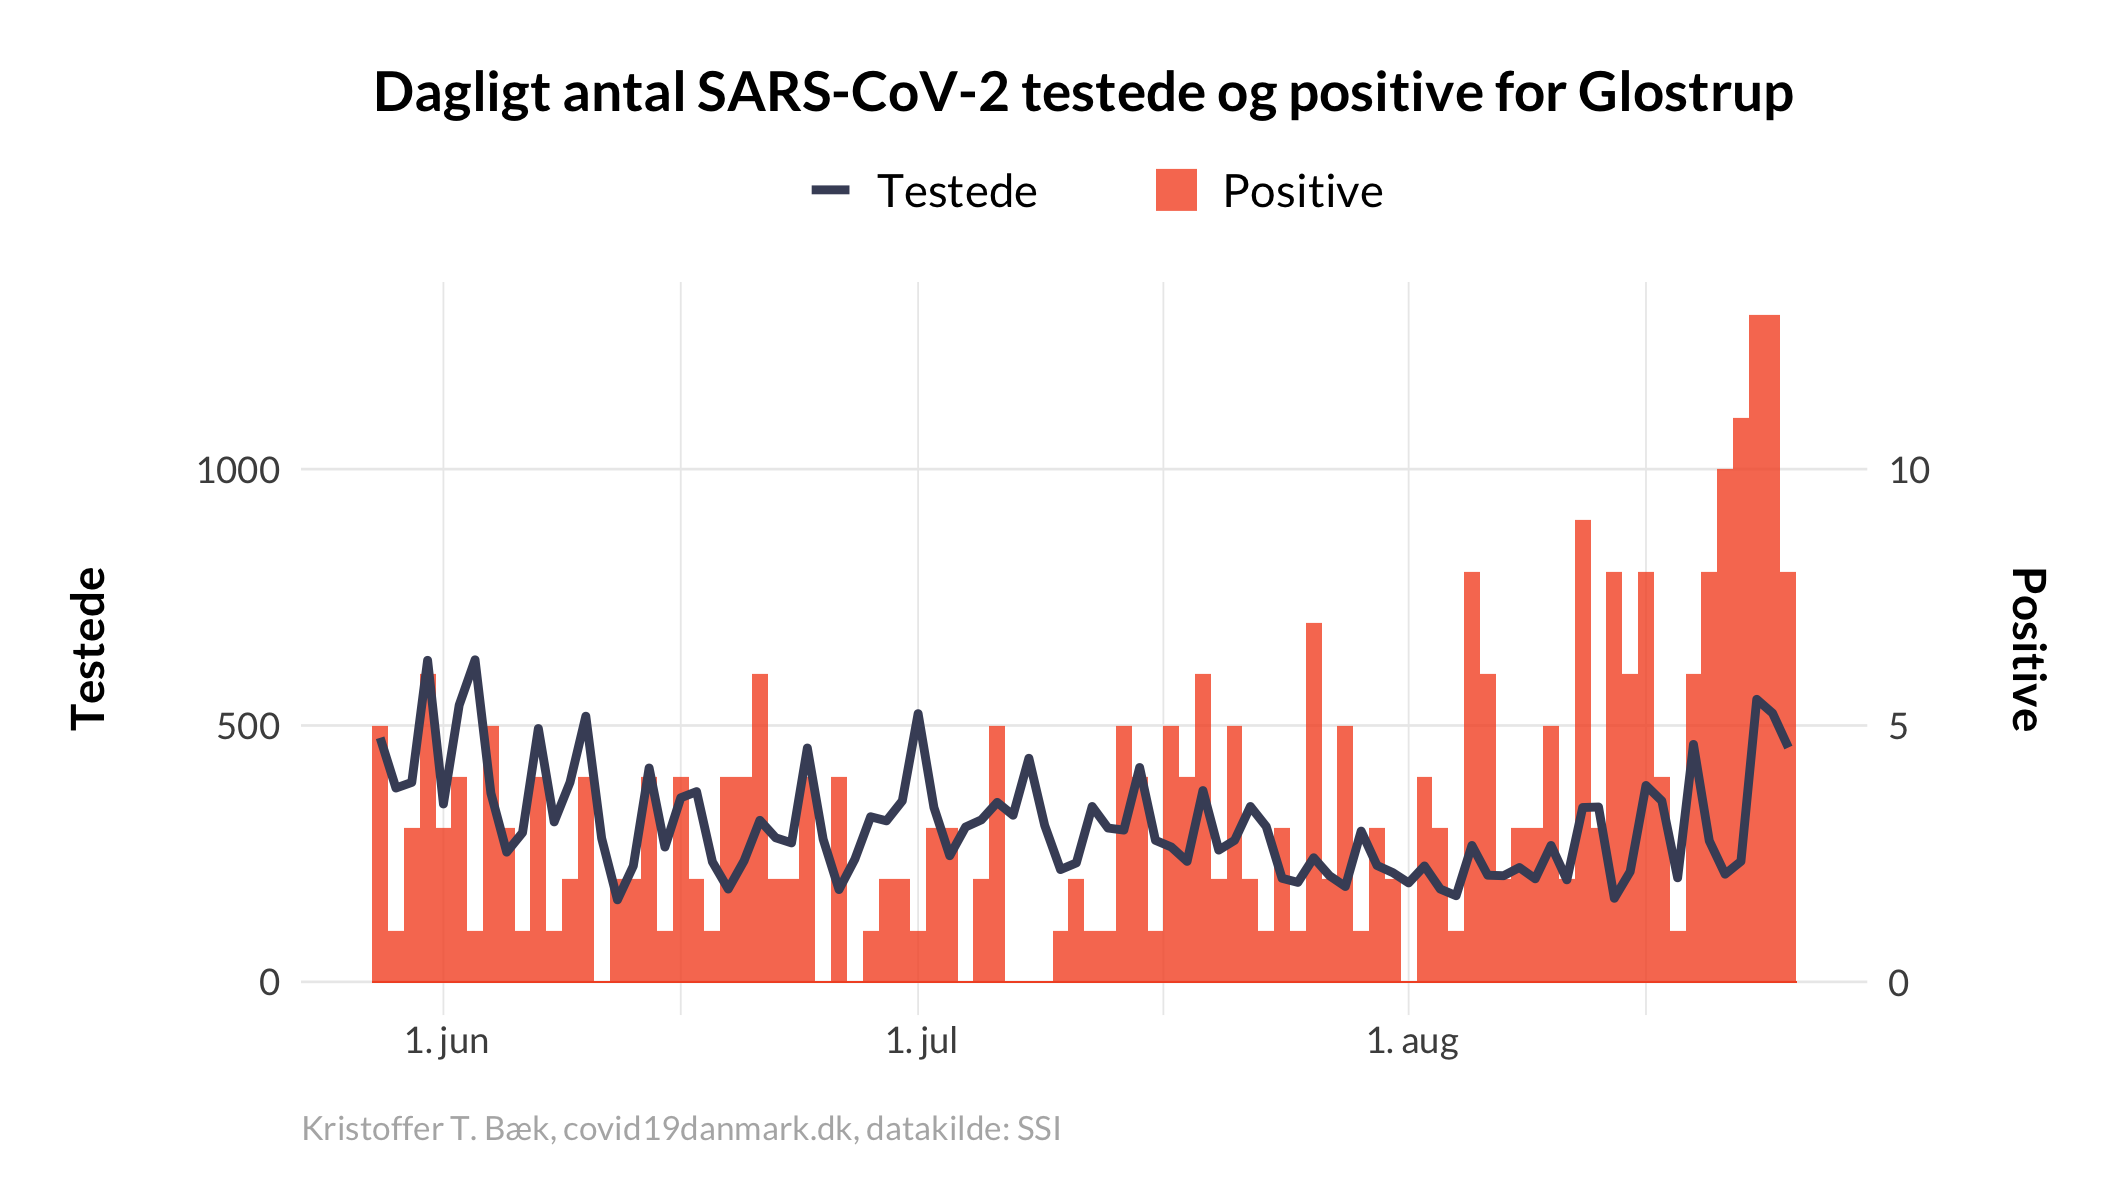 Dagligt antal SARS-CoV-2 testede og positive for Glostrup
Testede Positive
1000
500
0
Testede
10
5
0
Positive
1. jun 1. jul 1. aug
Kristoffer T. Bæk, covid19danmark.dk, datakilde: SSI